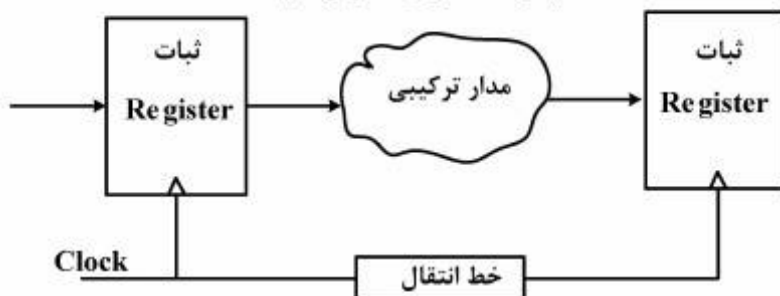 ثبات
Register
مدار ترکیبی
ثبات
Register
Clock
خط انتقال